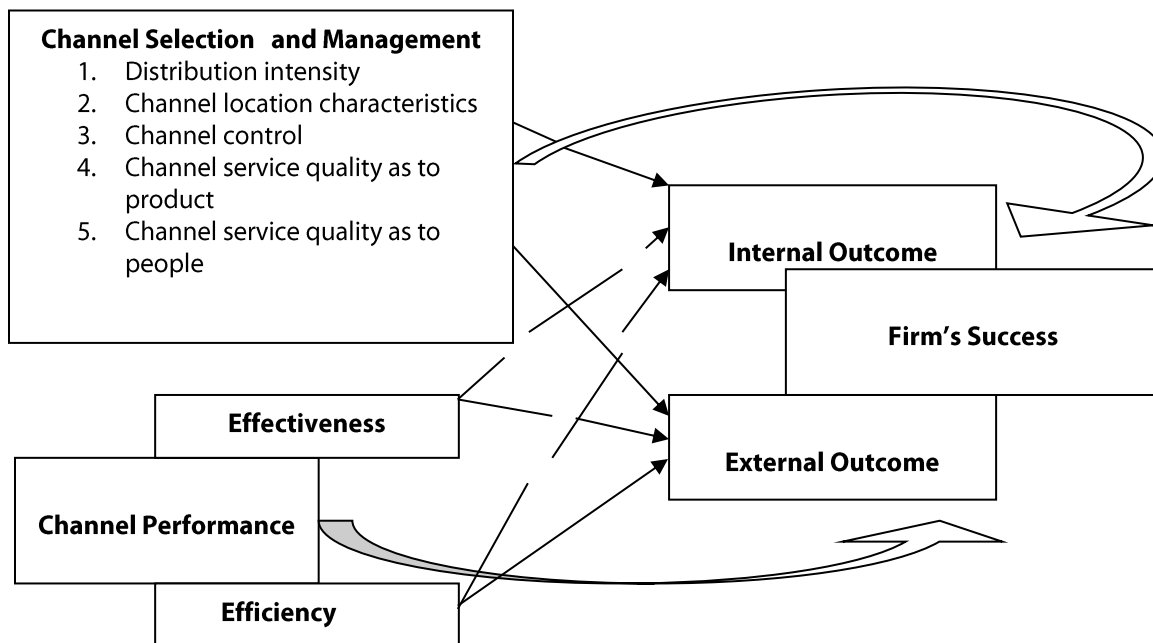 Channel Selection and Management
1. Distribution intensity
2. Channel location characteristics
3. Channel control
4. Channel service quality as to
product
5. Channel service quality as to
people
Internal Outcome
Firm’s Success
Effectiveness
External Outcome
Channel Performance
Efficiency